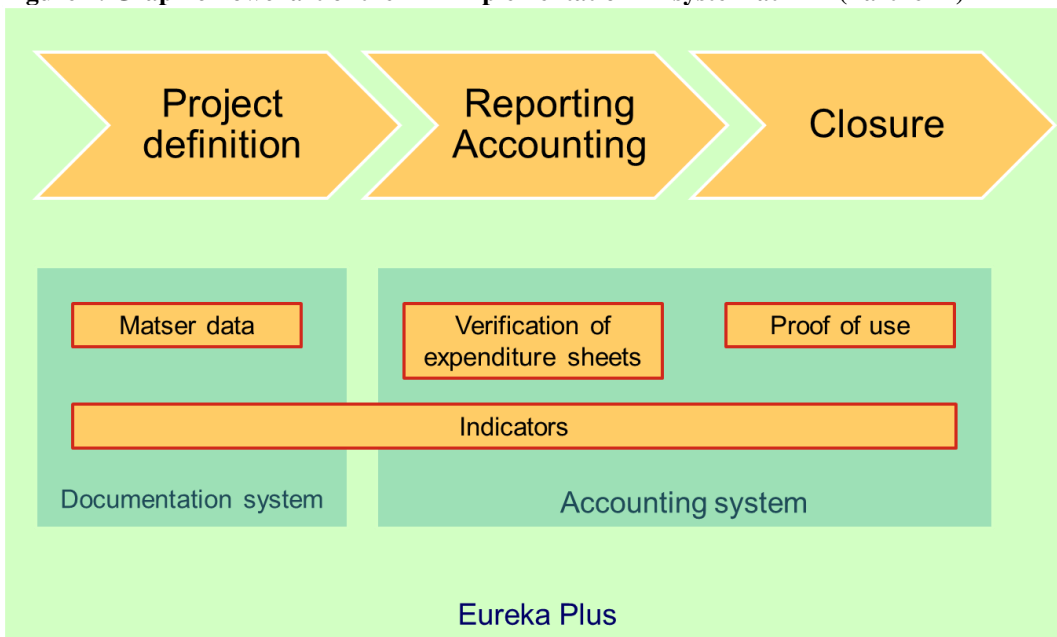 Project
definition
Reporting
Accounting
Closure
Matser data
Verification of
expenditure sheets
Proof of use
Indicators
Documentation system
Accounting system
Eureka Plus